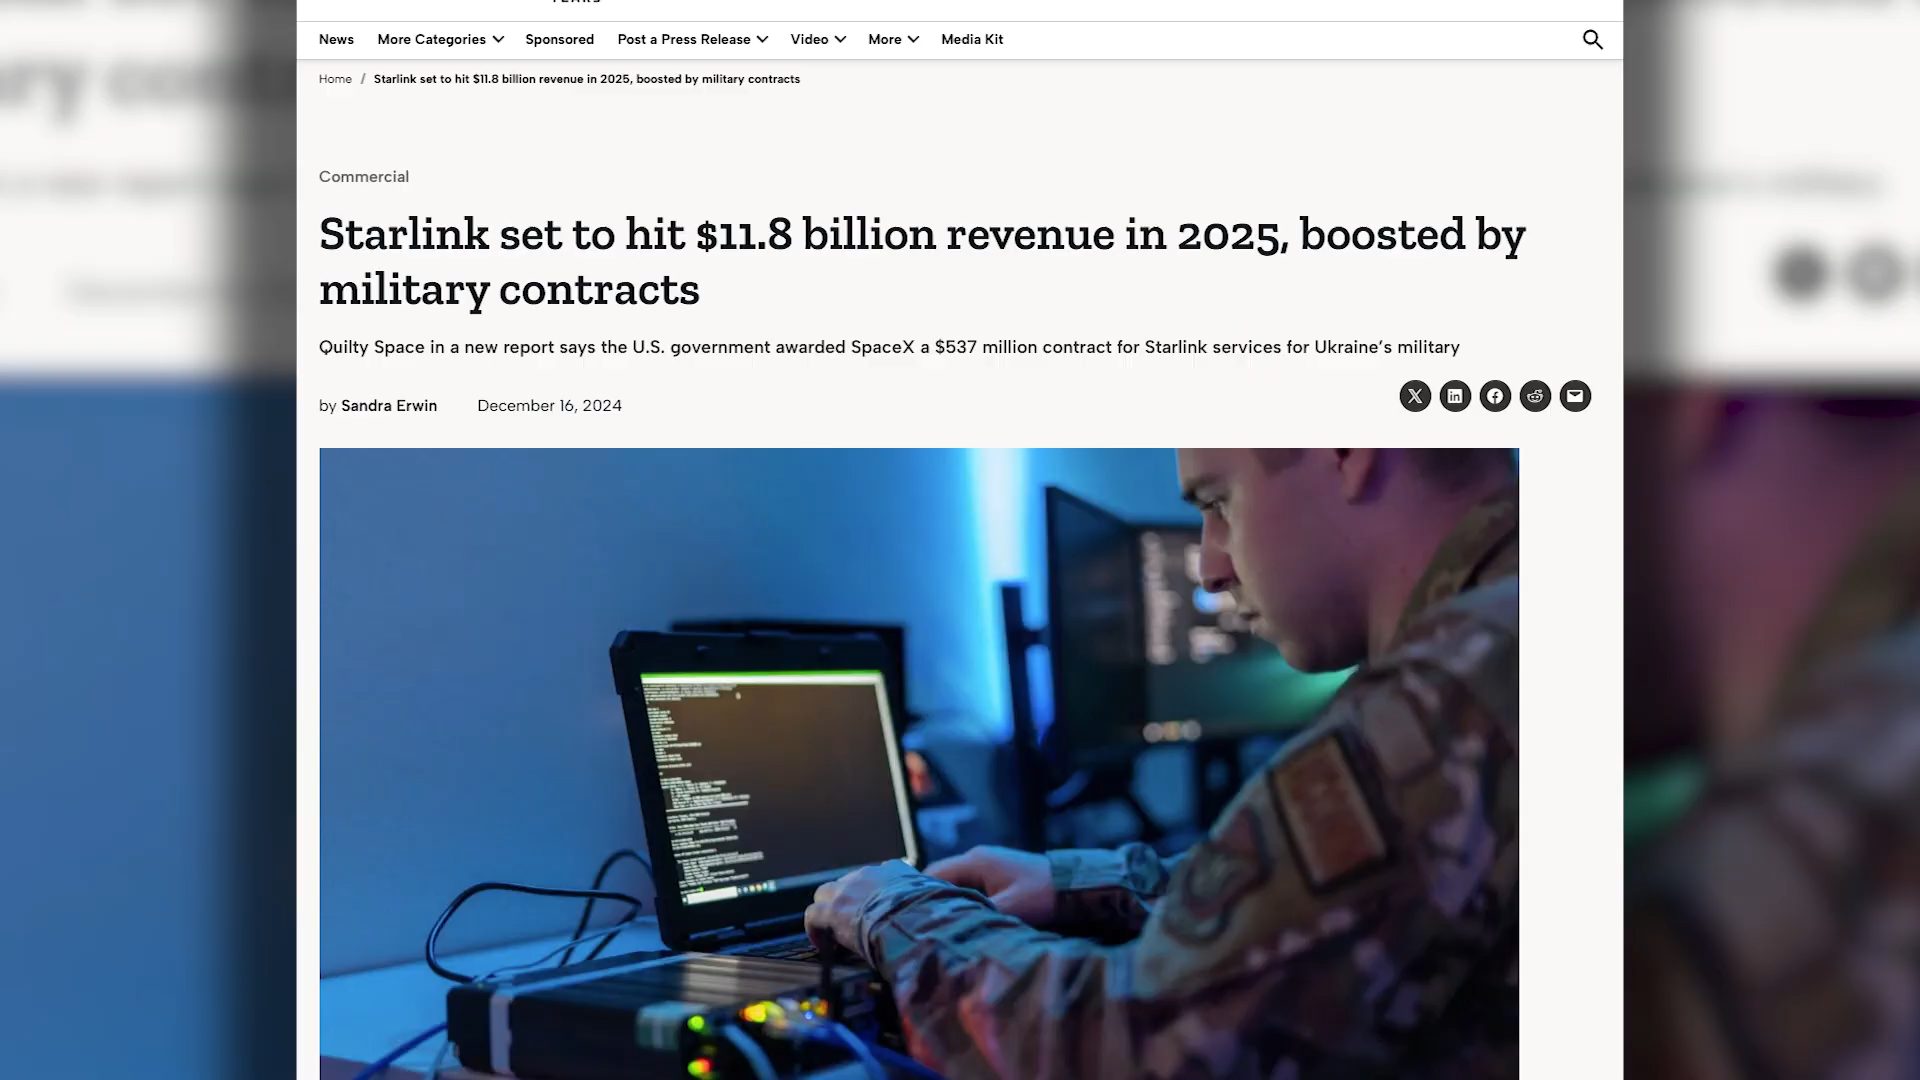 News More Categories Sponsored Post a Press Release Video More Media Kit
Home / Starlink set to hit $11.8 billion revenue in 2025, boosted by military contracts
Commercial
Starlink set to hit $11.8 billion revenue in 2025, boosted by
military contracts
Quilty Space in a new report says the U.S. government awarded SpaceX a $537 million contract for Starlink services for Ukraine's military
by Sandra Erwin December 16, 2024